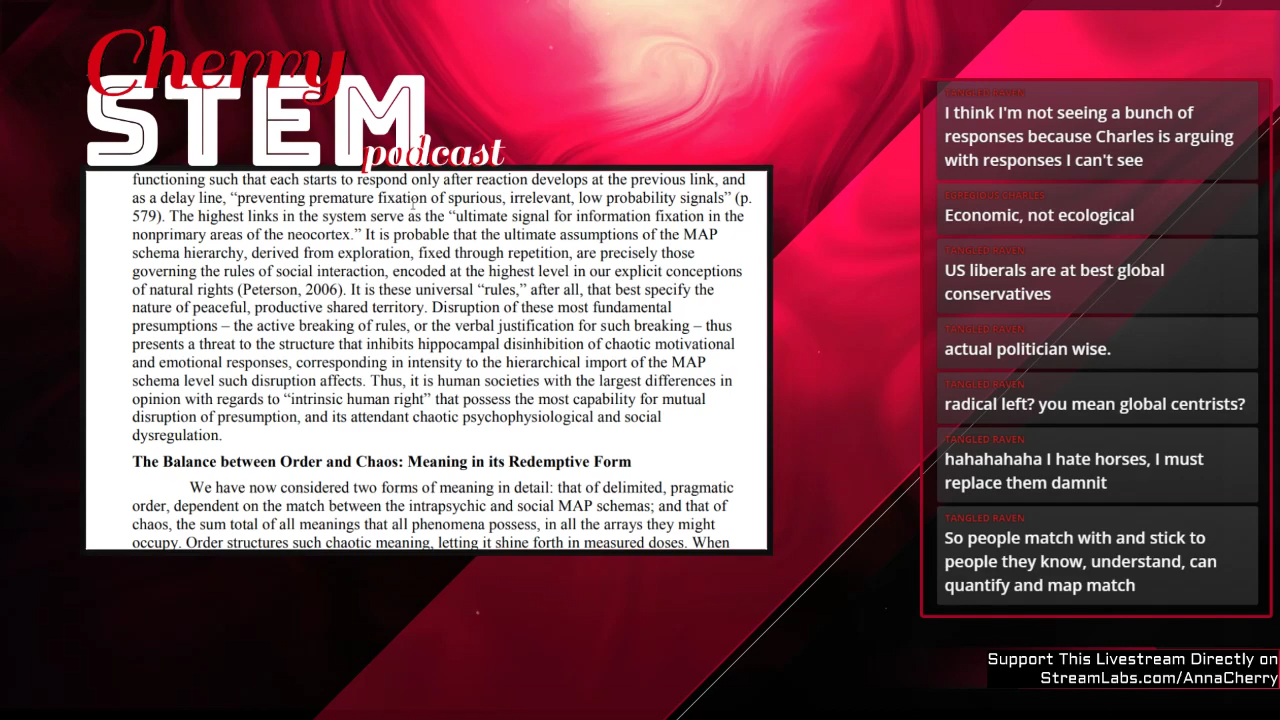 Cherry
STEM
podcast
functioning such that each starts to respond only after reaction develops at the previous link, and
as a delay line, “preventing premature fixation of spurious, irrelevant, low probability signals” (p.
579). The highest links in the system serve as the “ultimate signal for information fixation in the
nonprimary areas of the neocortex.” It is probable that the ultimate assumptions of the MAP
schema hierarchy, derived from exploration, fixed through repetition, are precisely those
governing the rules of social interaction, encoded at the highest level in our explicit conceptions
of natural rights (Peterson, 2006). It is these universal “rules,” after all, that best specify the
nature of peaceful, productive shared territory. Disruption of these most fundamental
presumptions – the active breaking of rules, or the verbal justification for such breaking – thus
presents a threat to the structure that inhibits hippocampal disinhibition of chaotic motivational
and emotional responses, corresponding in intensity to the hierarchical import of the MAP
schema level such disruption affects. Thus, it is human societies with the largest differences in
opinion with regards to “intrinsic human right” that possess the most capability for mutual
disruption of presumption, and its attendant chaotic psychophysiological and social
dysregulation.
The Balance between Order and Chaos: Meaning in its Redemptive Form
We have now considered two forms of meaning in detail: that of delimited, pragmatic
order, dependent on the match between the intrapsychic and social MAP schemas; and that of
chaos, the sum total of all meanings that all phenomena possess, in all the arrays they might
occupy. Order structures such chaotic meaning, letting it shine forth in measured doses. When
TANGLED RAVEN
I think I'm not seeing a bunch of
responses because Charles is arguing
with responses I can't see
EGREGIOUS CHARLES
Economic, not ecological
TANGLED RAVEN
US liberals are at best global
conservatives
TANGLED RAVEN
actual politician wise.
TANGLED RAVEN
radical left? you mean global centrists?
TANGLED RAVEN
hahahahaha I hate horses, I must
replace them damnit
TANGLED RAVEN
So people match with and stick to
people they know, understand, can
quantify and map match
Support This Livestream Directly on
StreamLabs.com/AnnaCherry